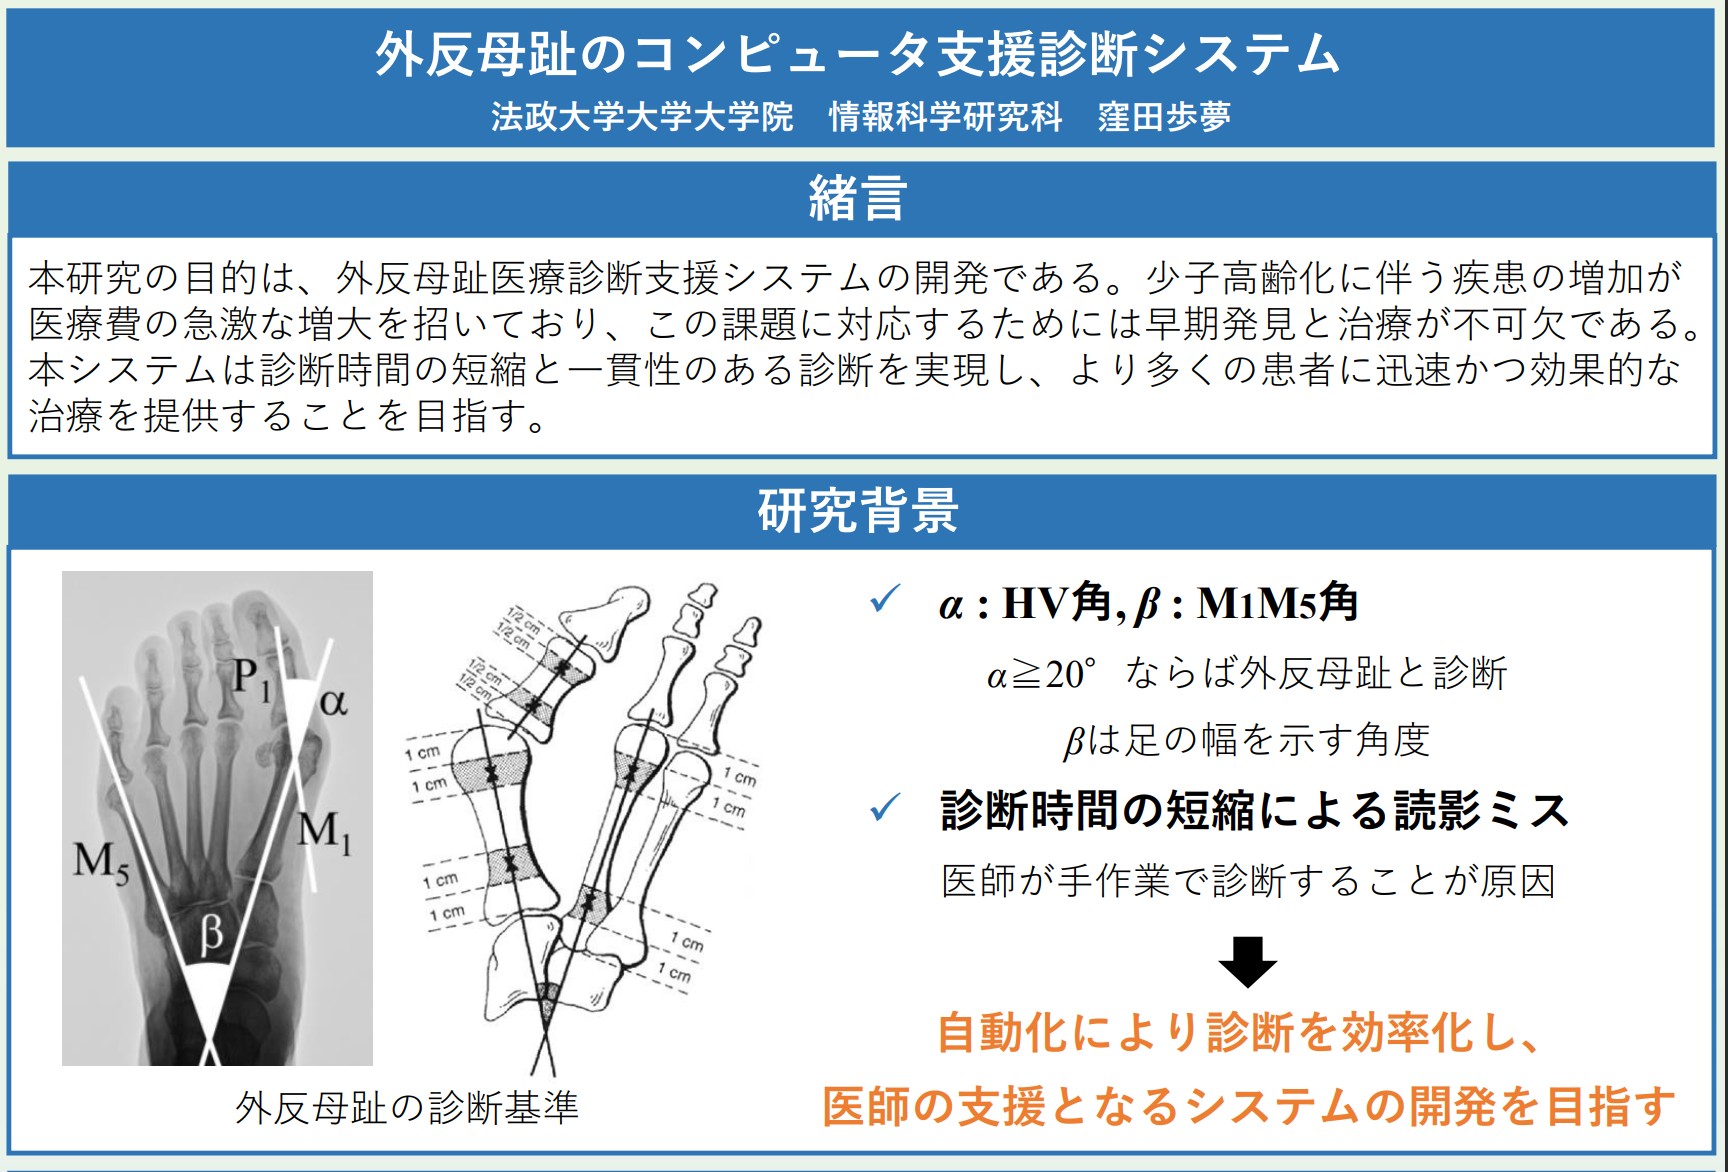 外反母趾のコンピュータ支援診断システム
法政大学大学大学院　情報科学研究科　窪田歩夢
緒言
本研究の目的は、外反母趾医療診断支援システムの開発である。少子高齢化に伴う疾患の増加が
医療費の急激な増大を招いており、この課題に対応するためには早期発見と治療が不可欠である。
本システムは診断時間の短縮と一貫性のある診断を実現し、より多くの患者に迅速かつ効果的な
治療を提供することを目指す。
研究背景
P1
α
M1
M5
β
1/2 cm
1/2 cm
1/2 cm
1/2 cm
1 cm
1 cm
1 cm
1 cm
1 cm
1 cm
1 cm
1 cm
外反母趾の診断基準
✓ α : HV角, β : M1M5角
α≧20°ならば外反母趾と診断
βは足の幅を示す角度
✓ 診断時間の短縮による読影ミス
医師が手作業で診断することが原因
自動化により診断を効率化し、
医師の支援となるシステムの開発を目指す